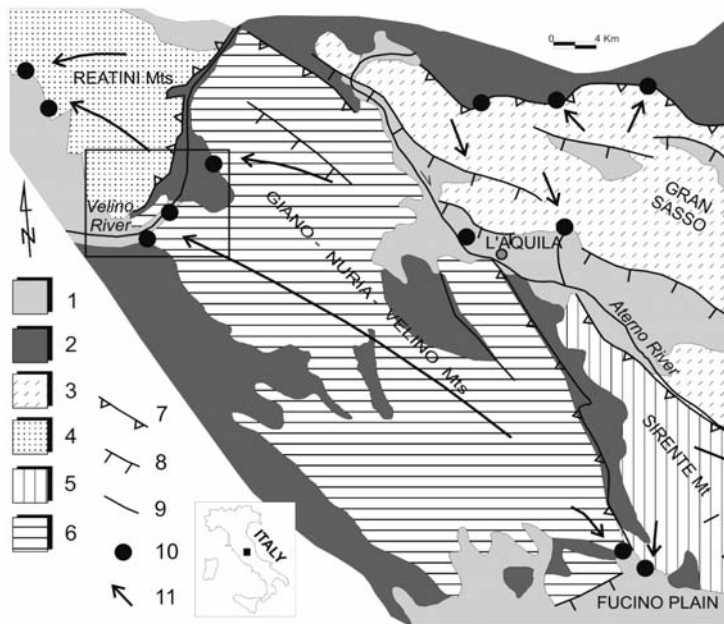 0 4 Km
REATINI Mts
GRAN
SASSO
Velino
River
N
L'AQUILA
GIANO - NURIA - VELINO Mts
Aterno River
SIRENTE Mt
1
2
3
4
5
6
7
8
9
10
11
ITALY
FUCINO PLAIN